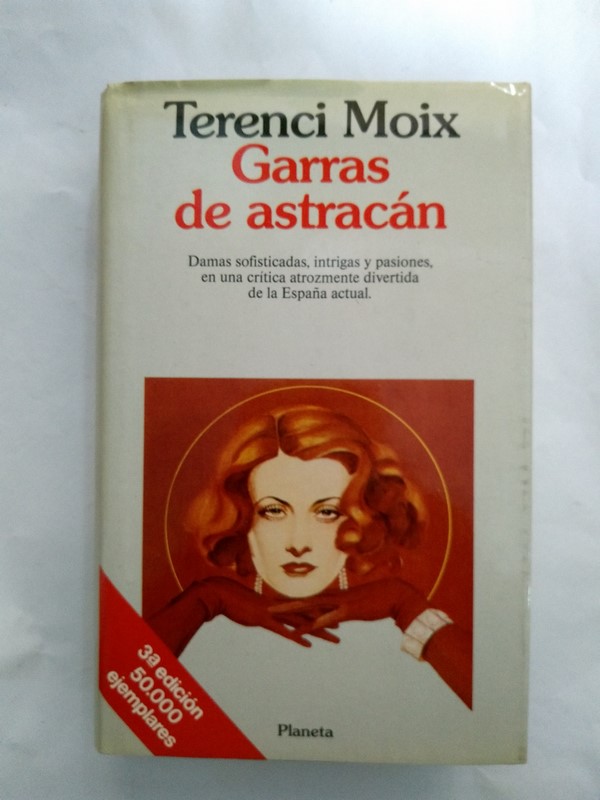 Terenci Moix
Garras
de astracán
Damas sofisticadas, intrigas y pasiones,
en una crítica atrozmente divertida
de la España actual.
3ª edición
50.000
ejemplares
Planeta